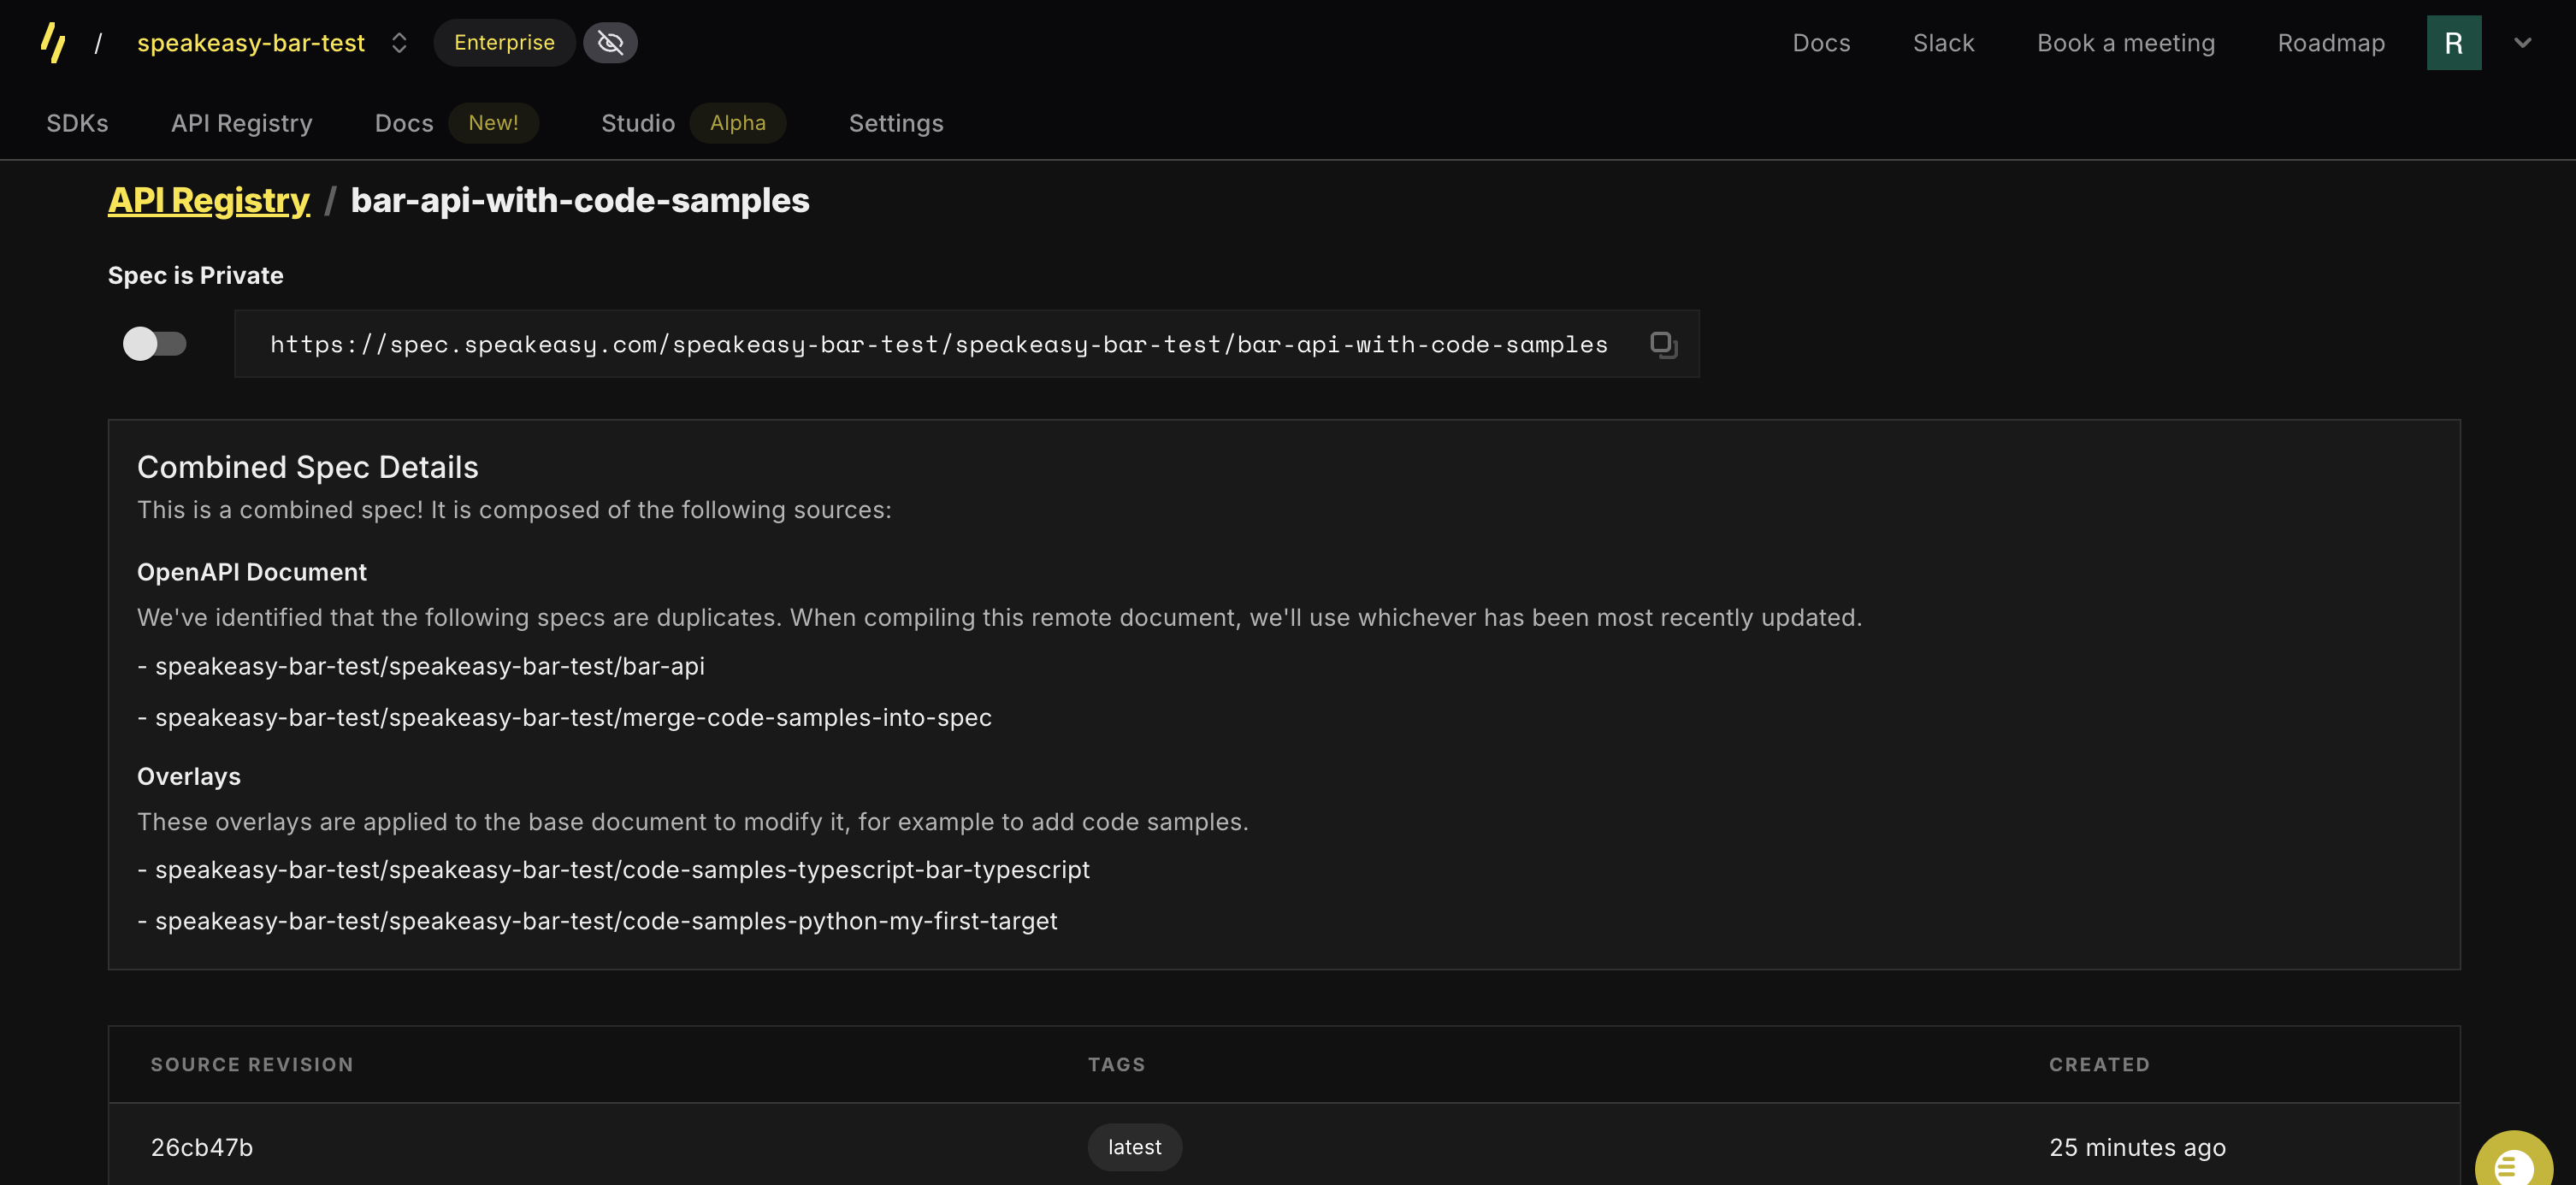 / speakeasy-bar-test Enterprise Docs Slack Book a meeting Roadmap R
SDKs API Registry Docs New! Studio Alpha Settings
API Registry / bar-api-with-code-samples
Spec is Private
https://spec.speakeasy.com/speakeasy-bar-test/speakeasy-bar-test/bar-api-with-code-samples
Combined Spec Details
This is a combined spec! It is composed of the following sources:
OpenAPI Document
We've identified that the following specs are duplicates. When compiling this remote document, we'll use whichever has been most recently updated.
- speakeasy-bar-test/speakeasy-bar-test/bar-api
- speakeasy-bar-test/speakeasy-bar-test/merge-code-samples-into-spec
Overlays
These overlays are applied to the base document to modify it, for example to add code samples.
- speakeasy-bar-test/speakeasy-bar-test/code-samples-typescript-bar-typescript
- speakeasy-bar-test/speakeasy-bar-test/code-samples-python-my-first-target
SOURCE REVISION TAGS CREATED
26cb47b latest 25 minutes ago